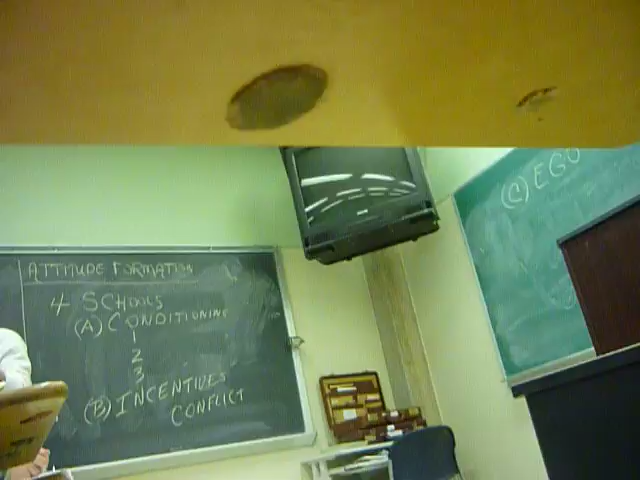 ATTITUDE FORMATION
4 SCHOOLS
(A) CONDITIONING
1
2
3
(B) INCENTIVES
CONFLICT
(C) EGO